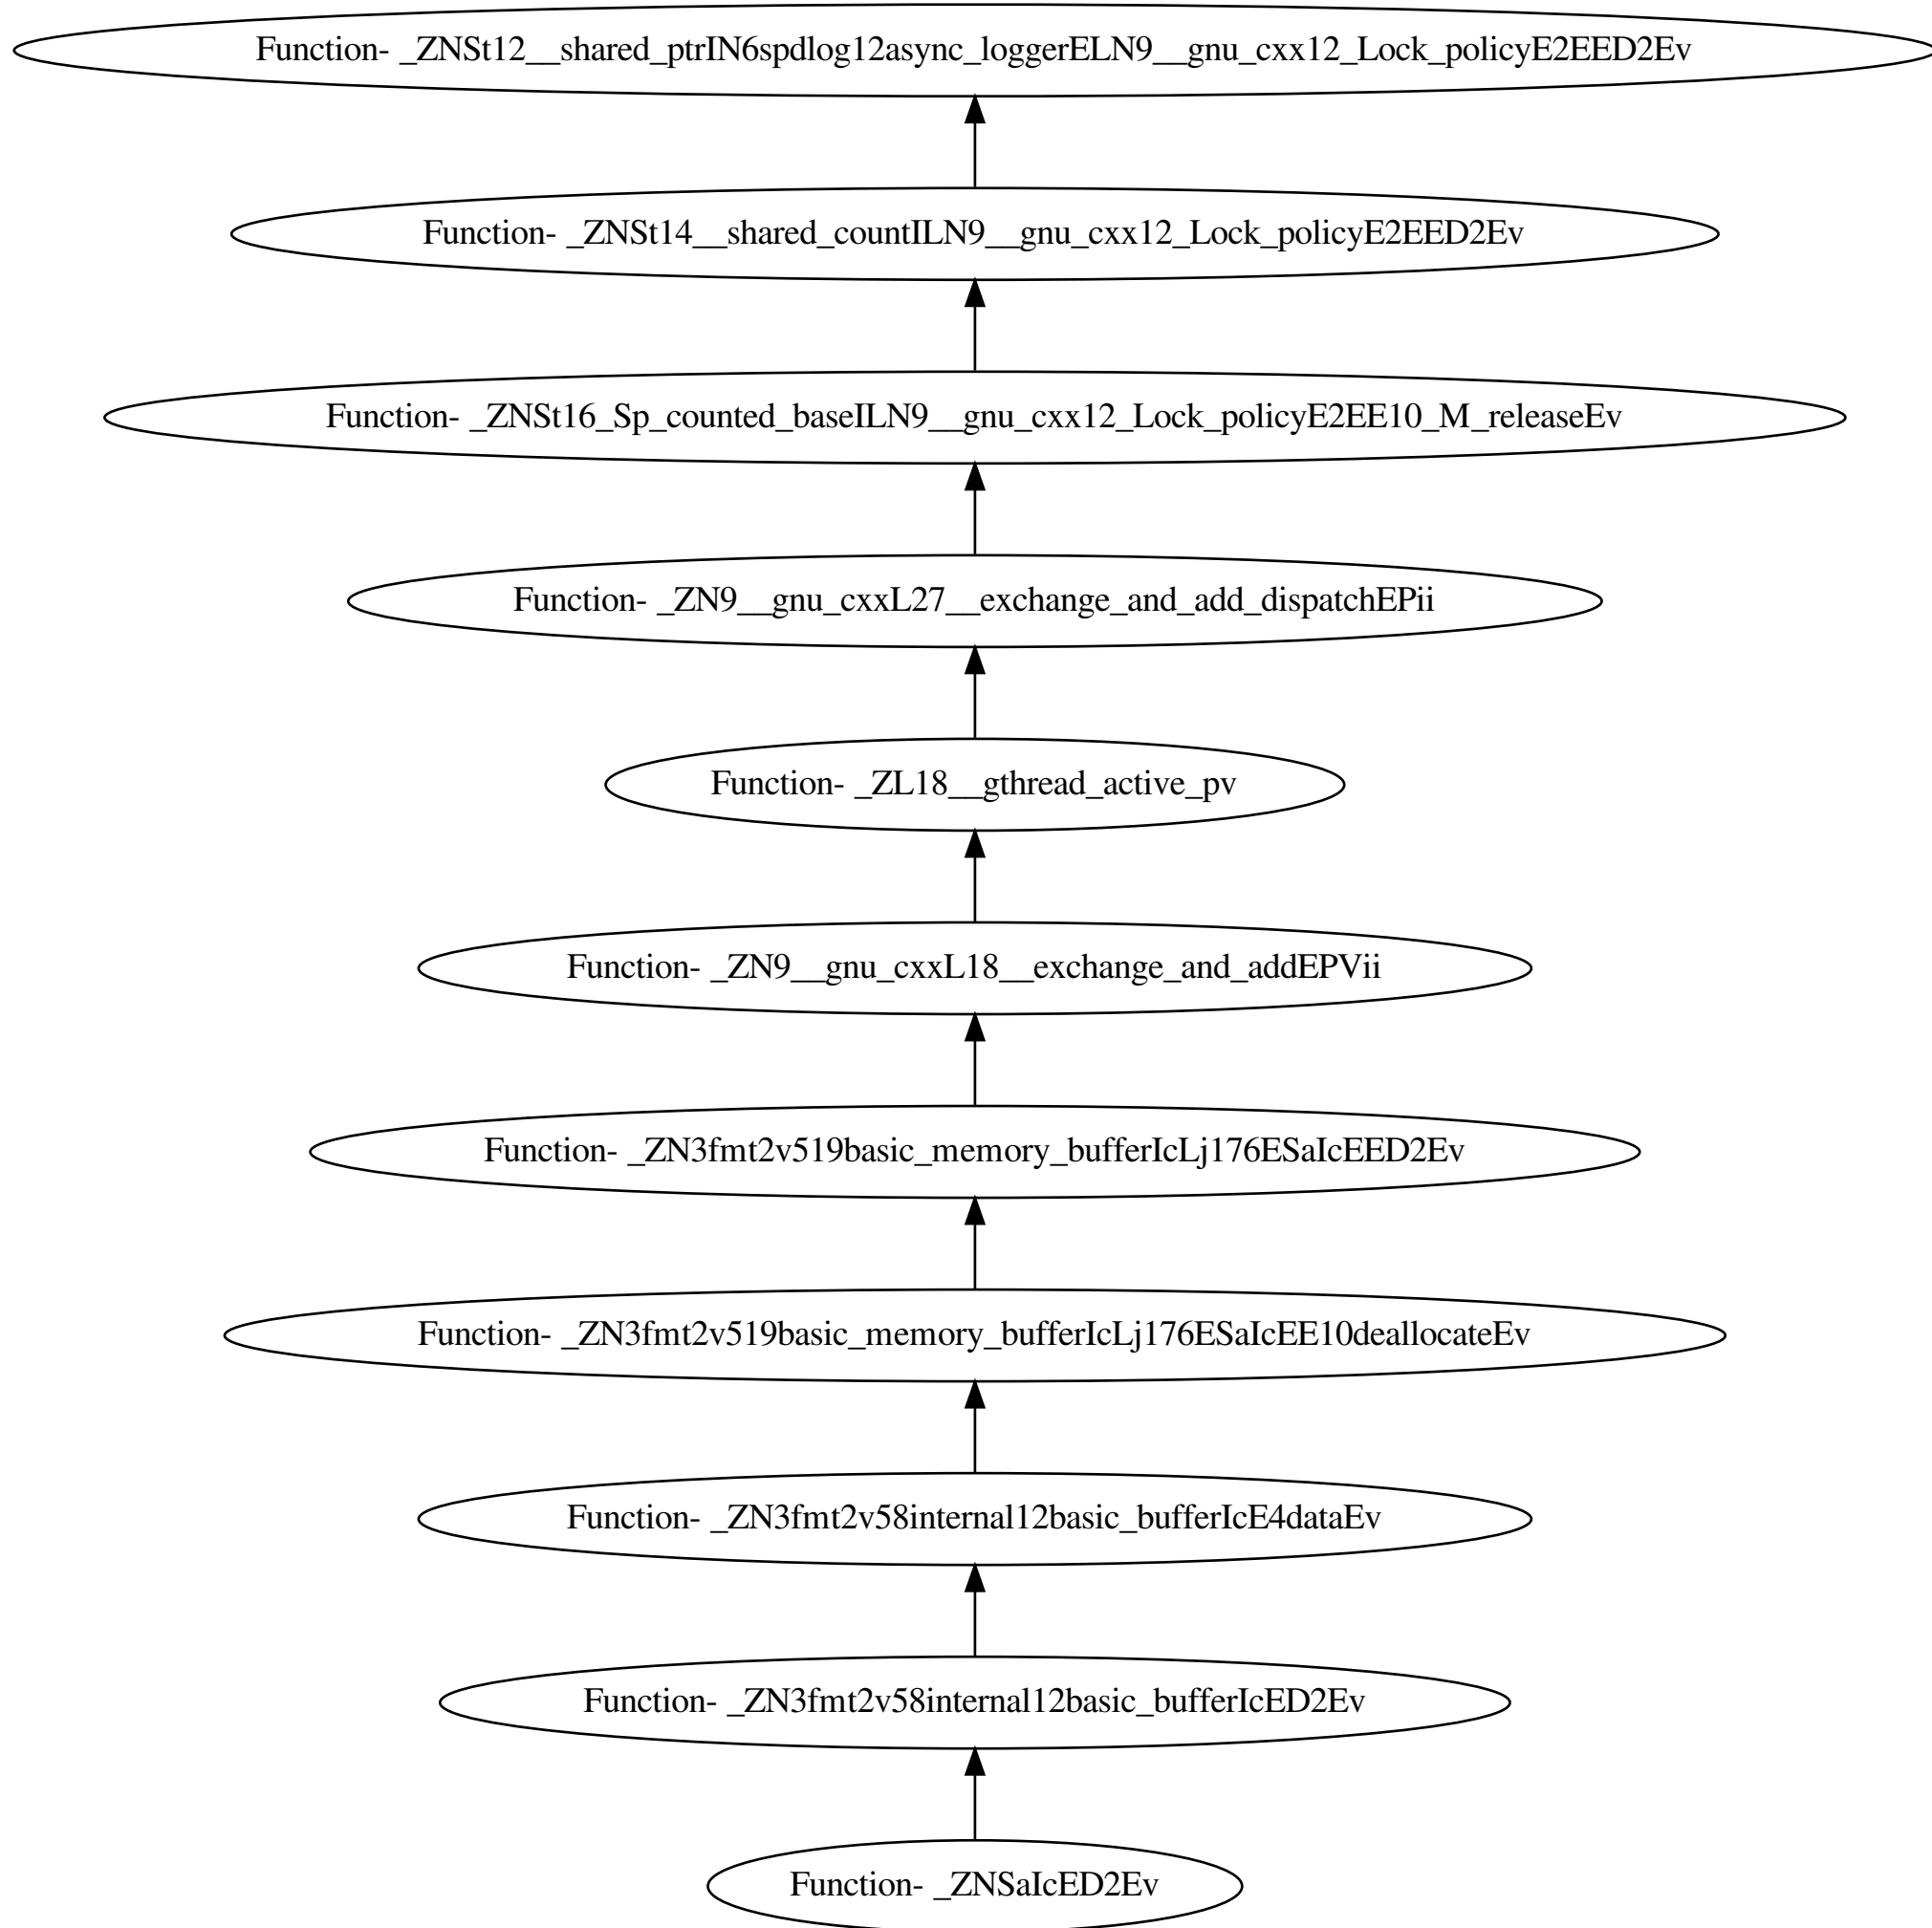 Function- _ZNSt12__shared_ptrIN6spdlog12async_loggerELN9__gnu_cxx12_Lock_policyE2EED2Ev
Function- _ZNSt14__shared_countILN9__gnu_cxx12_Lock_policyE2EED2Ev
Function- _ZNSt16_Sp_counted_baseILN9__gnu_cxx12_Lock_policyE2EE10_M_releaseEv
Function- _ZN9__gnu_cxxL27__exchange_and_add_dispatchEPii
Function- _ZL18__gthread_active_pv
Function- _ZN9__gnu_cxxL18__exchange_and_addEPVii
Function- _ZN3fmt2v519basic_memory_bufferIcLj176ESaIcEED2Ev
Function- _ZN3fmt2v519basic_memory_bufferIcLj176ESaIcEE10deallocateEv
Function- _ZN3fmt2v58internal12basic_bufferIcE4dataEv
Function- _ZN3fmt2v58internal12basic_bufferIcED2Ev
Function- _ZNSaIcED2Ev